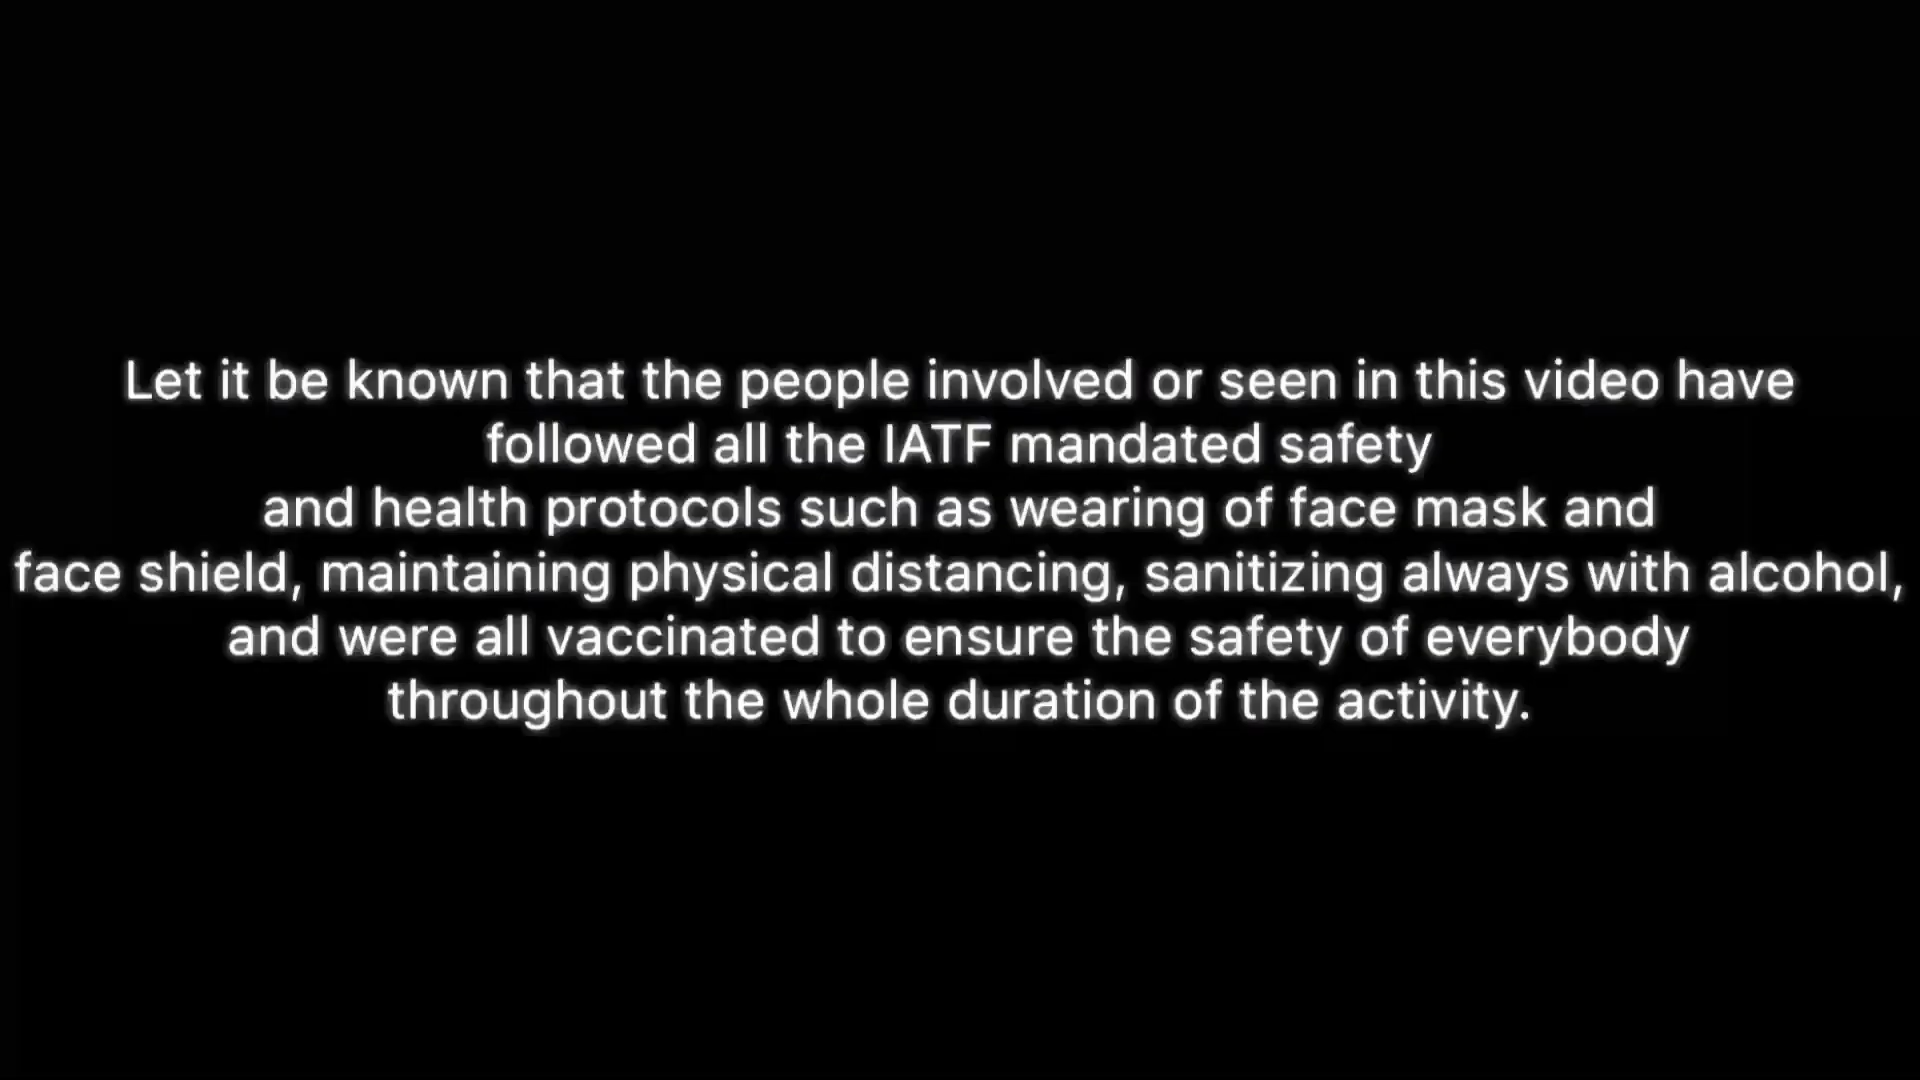 Let it be known that the people involved or seen in this video have
followed all the IATF mandated safety
and health protocols such as wearing of face mask and
face shield, maintaining physical distancing, sanitizing always with alcohol,
and were all vaccinated to ensure the safety of everybody
throughout the whole duration of the activity.